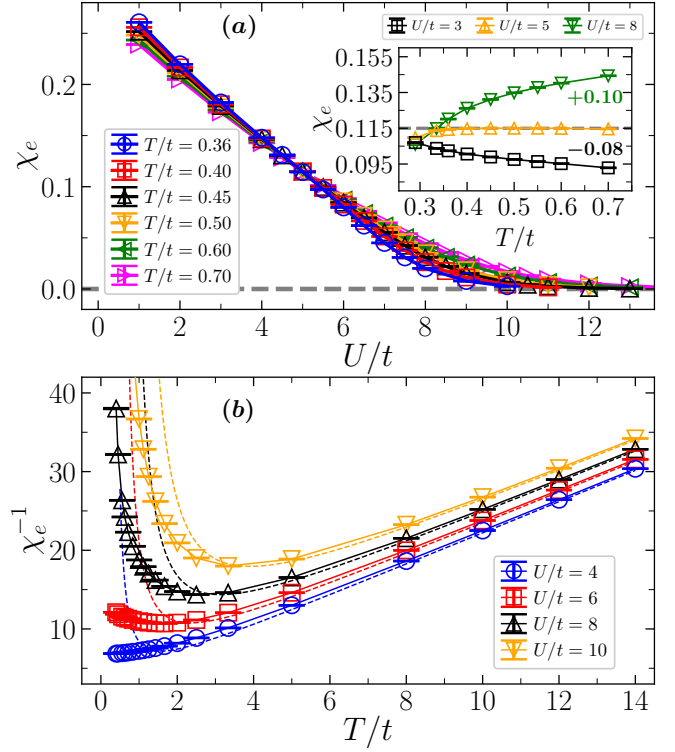 (a)
U/t = 3 U/t = 5 U/t = 8
χe
0.2
0.1
0.0
T/t = 0.36
T/t = 0.40
T/t = 0.45
T/t = 0.50
T/t = 0.60
T/t = 0.70
χe
0.155
0.135
0.115
0.095
+0.10
−0.08
0.3 0.4 0.5 0.6 0.7
T/t
0 2 4 6 8 10 12
U/t
(b)
χe⁻¹
40
30
20
10
U/t = 4
U/t = 6
U/t = 8
U/t = 10
0 2 4 6 8 10 12 14
T/t